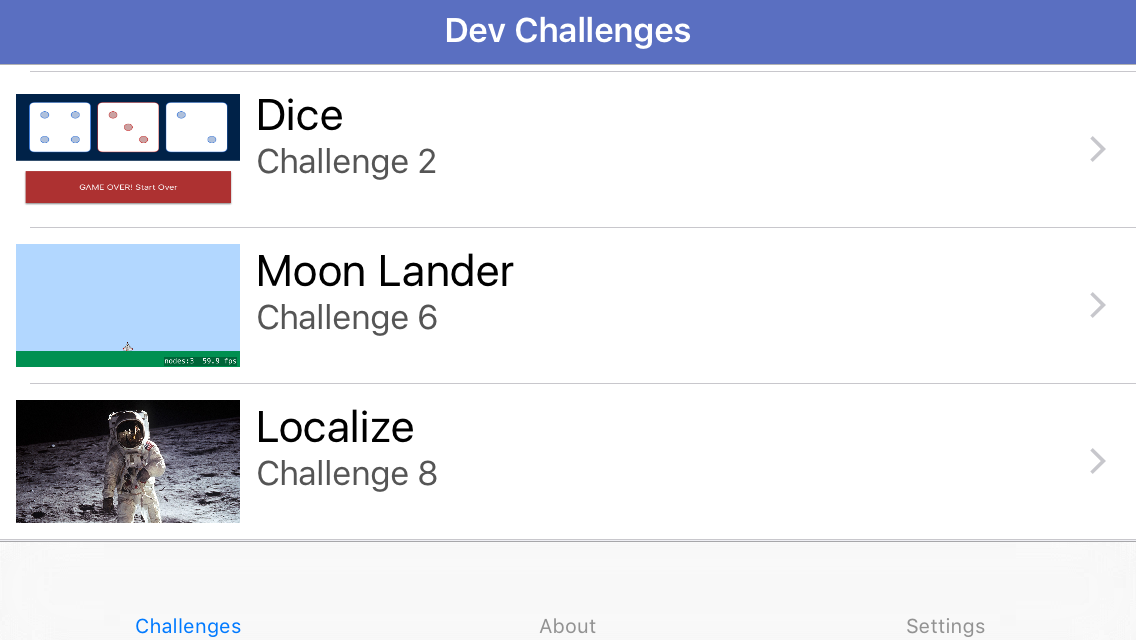 Dev Challenges
Dice
Challenge 2
GAME OVER! Start Over
Moon Lander
Challenge 6
nodes:3 59.9 fps
Localize
Challenge 8
Challenges
About
Settings